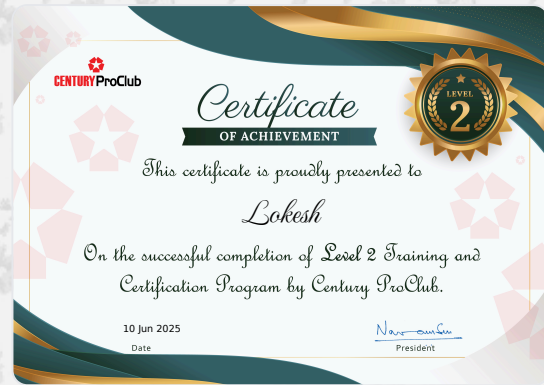 CENTURY ProClub
LEVEL
2
Certificate
OF ACHIEVEMENT
This certificate is proudly presented to
Lokesh
On the successful completion of Level 2 Training and
Certification Program by Century ProClub.
10 Jun 2025
Date
President